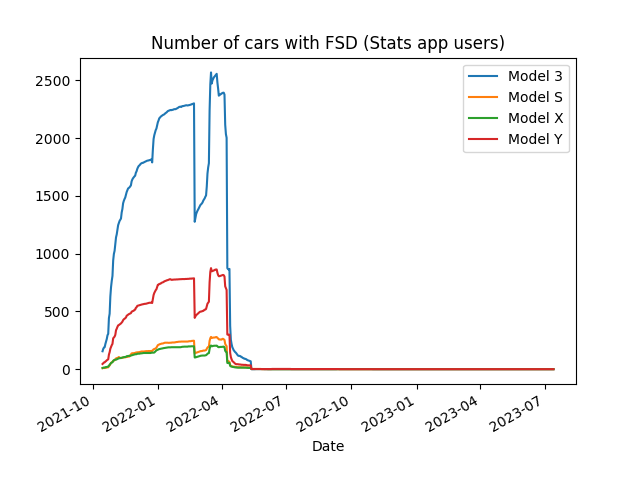 Number of cars with FSD (Stats app users)
2500
2000
1500
1000
500
0
Model 3
Model S
Model X
Model Y
2021-10
2022-01
2022-04
2022-07
2022-10
2023-01
2023-04
2023-07
Date